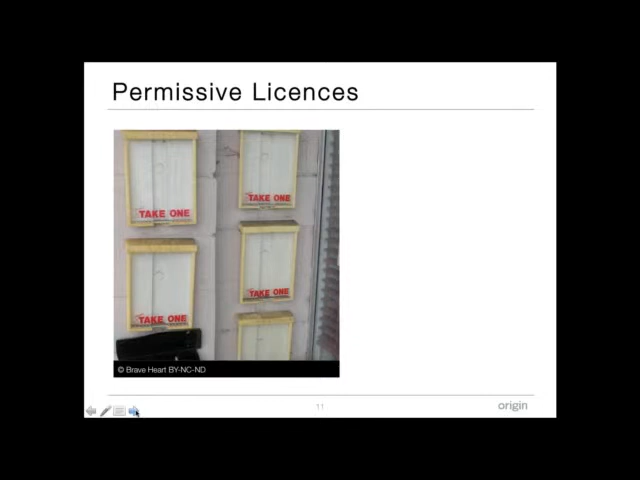 Permissive Licences
TAKE ONE
TAKE ONE
TAKE ONE
TAKE ONE
© Brave Heart BY-NC-ND
11
origin